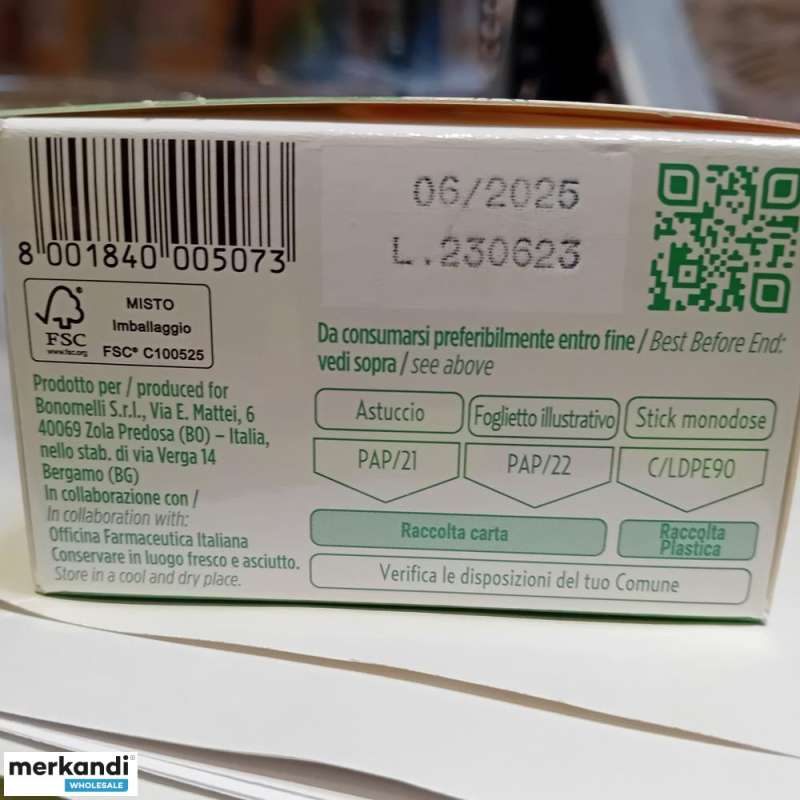 06/2025
L.230623
8 001840 005073
FSC
www.fsc.org
MISTO
Imballaggio
FSC® C100525
Da consumarsi preferibilmente entro fine / Best Before End:
vedi sopra / see above
Prodotto per / produced for
Bonomelli S.r.l., Via E. Mattei, 6
40069 Zola Predosa (BO) – Italia,
nello stab. di via Verga 14
Bergamo (BG)
In collaborazione con /
In collaboration with:
Officina Farmaceutica Italiana
Conservare in luogo fresco e asciutto.
Store in a cool and dry place.
Astuccio
Foglietto illustrativo
Stick monodose
PAP/21
PAP/22
C/LDPE90
Raccolta carta
Raccolta
Plastica
Verifica le disposizioni del tuo Comune
merkandi
WHOLESALE